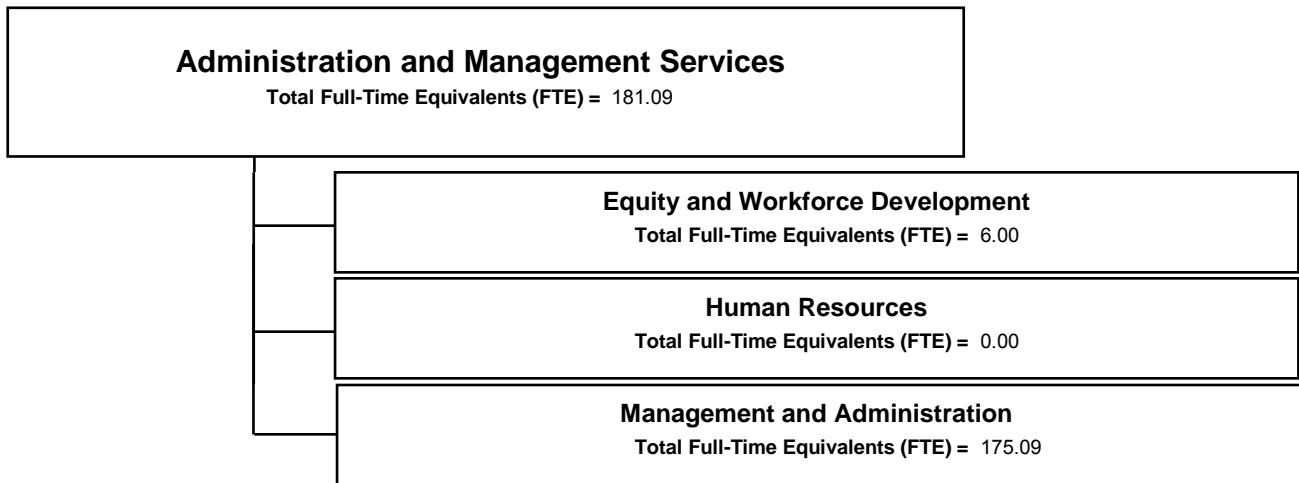 Administration and Management Services
Total Full-Time Equivalents (FTE) = 181.09
Equity and Workforce Development
Total Full-Time Equivalents (FTE) = 6.00
Human Resources
Total Full-Time Equivalents (FTE) = 0.00
Management and Administration
Total Full-Time Equivalents (FTE) = 175.09